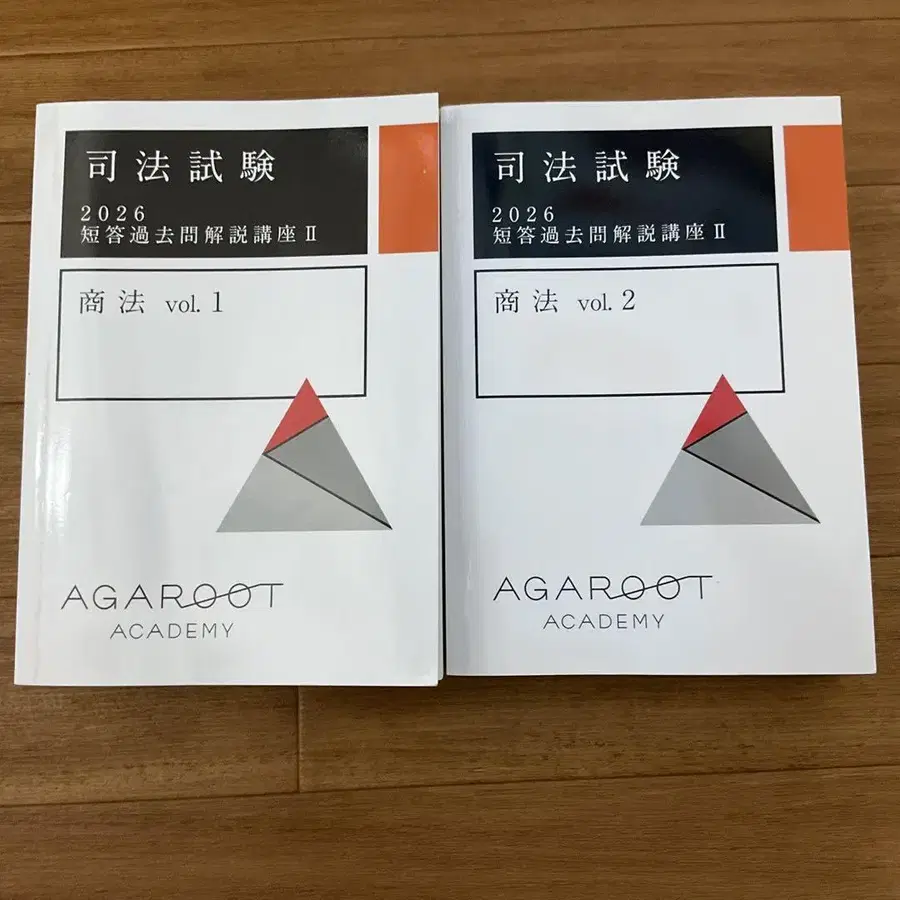 司法試験
2026
短答過去問解説講座Ⅱ
商法 vol. 1
AGAROOT
ACADEMY
司法試験
2026
短答過去問解説講座Ⅱ
商法 vol. 2
AGAROOT
ACADEMY